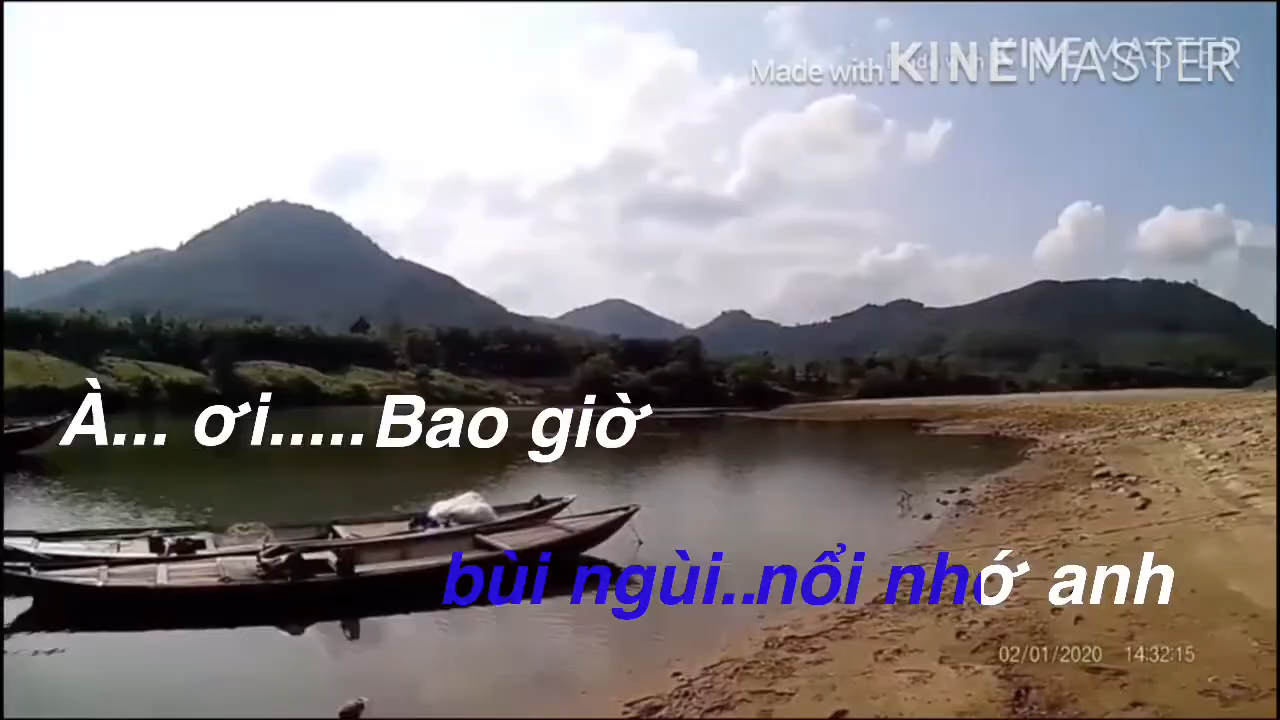 Made with KINEMASTER
À... ơi.....Bao giờ
bùi ngùi..nổi nhớ anh
02/01/2020 14:32:15